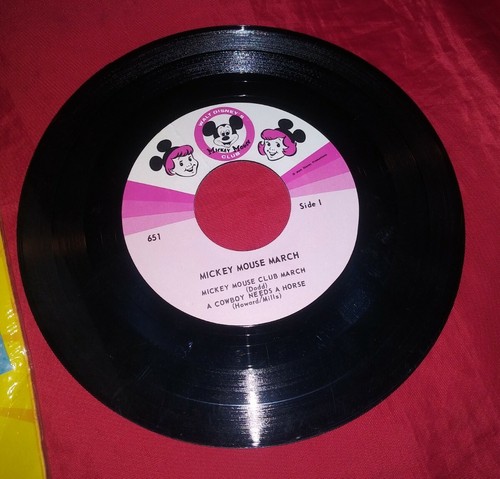 WALT DISNEY'S
MICKEY MOUSE
CLUB
651
Side 1
MICKEY MOUSE MARCH
MICKEY MOUSE CLUB MARCH
(Dodd)
A COWBOY NEEDS A HORSE
(Howard/Mills)